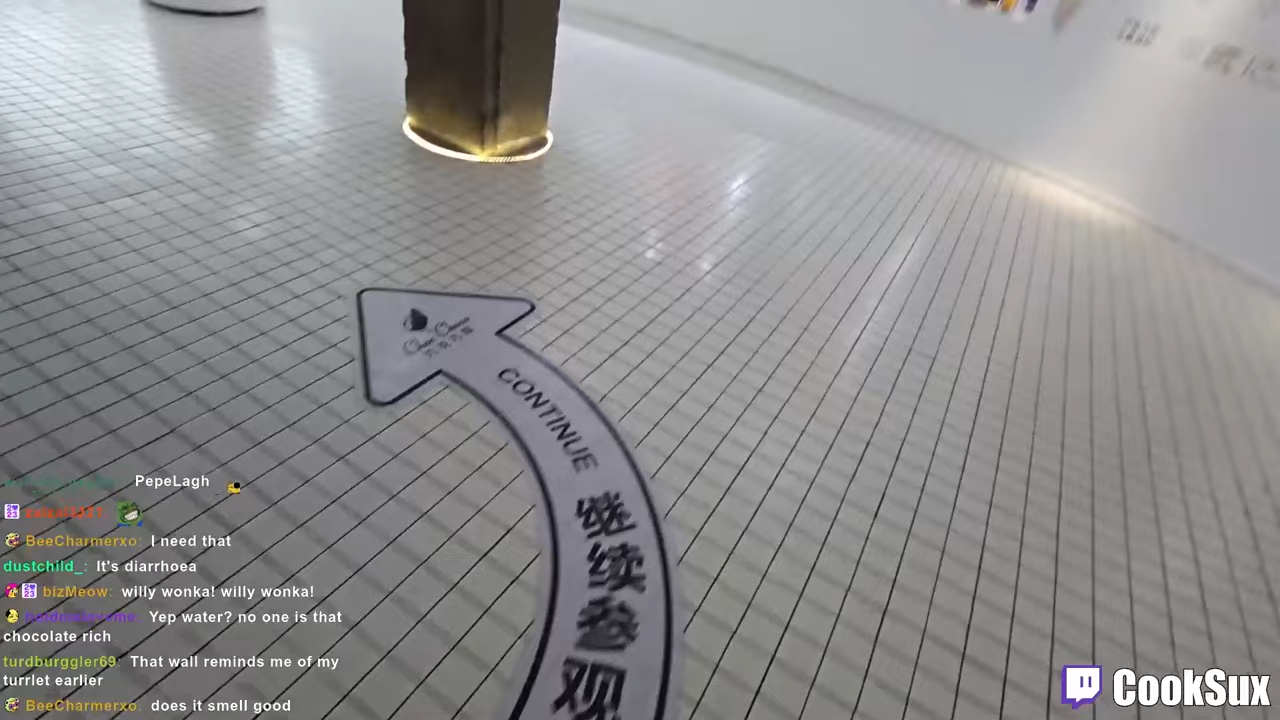 CONTINUE
继续参观
PepeLagh
BeeCharmerxo: I need that
dustchild_: It's diarrhoea
bizMeow: willy wonka! willy wonka!
Yep water? no one is that
chocolate rich
turdburggler69: That wall reminds me of my
turrlet earlier
BeeCharmerxo: does it smell good
CookSux